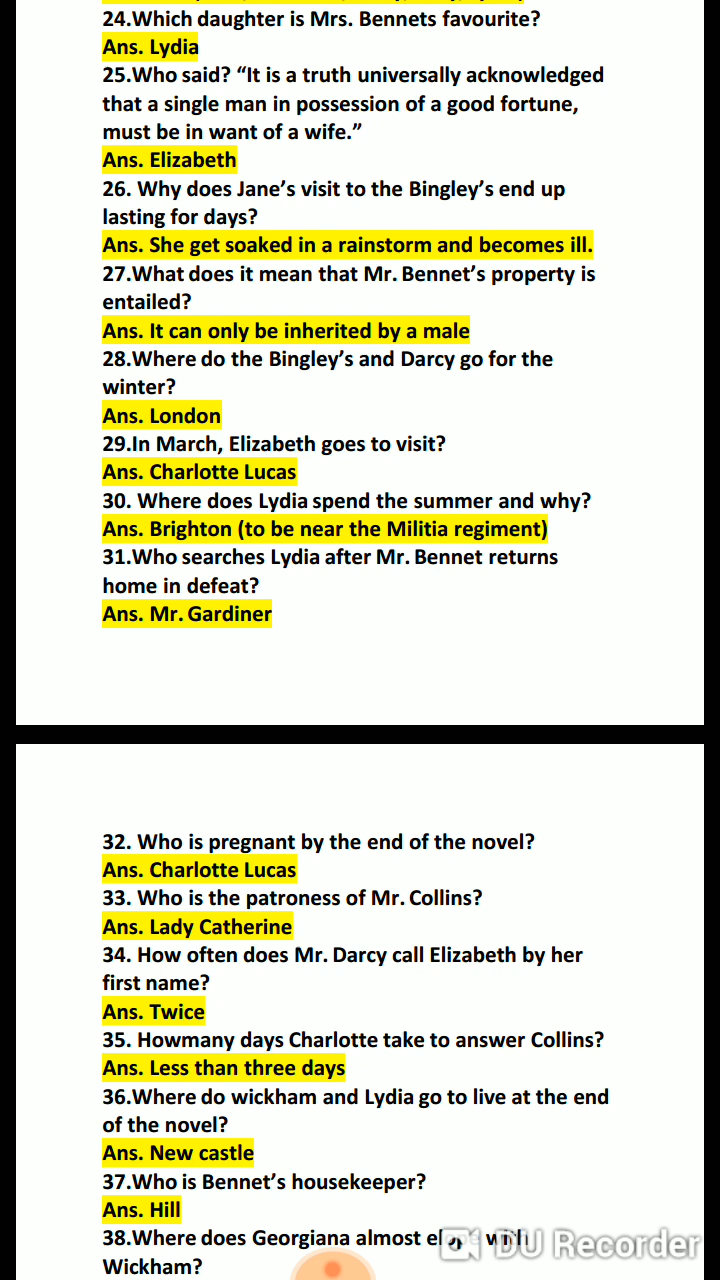 24.Which daughter is Mrs. Bennets favourite?
Ans. Lydia
25.Who said? “It is a truth universally acknowledged
that a single man in possession of a good fortune,
must be in want of a wife.”
Ans. Elizabeth
26. Why does Jane’s visit to the Bingley’s end up
lasting for days?
Ans. She get soaked in a rainstorm and becomes ill.
27.What does it mean that Mr. Bennet’s property is
entailed?
Ans. It can only be inherited by a male
28.Where do the Bingley’s and Darcy go for the
winter?
Ans. London
29.In March, Elizabeth goes to visit?
Ans. Charlotte Lucas
30. Where does Lydia spend the summer and why?
Ans. Brighton (to be near the Militia regiment)
31.Who searches Lydia after Mr. Bennet returns
home in defeat?
Ans. Mr. Gardiner
32. Who is pregnant by the end of the novel?
Ans. Charlotte Lucas
33. Who is the patroness of Mr. Collins?
Ans. Lady Catherine
34. How often does Mr. Darcy call Elizabeth by her
first name?
Ans. Twice
35. Howmany days Charlotte take to answer Collins?
Ans. Less than three days
36.Where do wickham and Lydia go to live at the end
of the novel?
Ans. New castle
37.Who is Bennet’s housekeeper?
Ans. Hill
38.Where does Georgiana almost elope with
Wickham?
DU Recorder